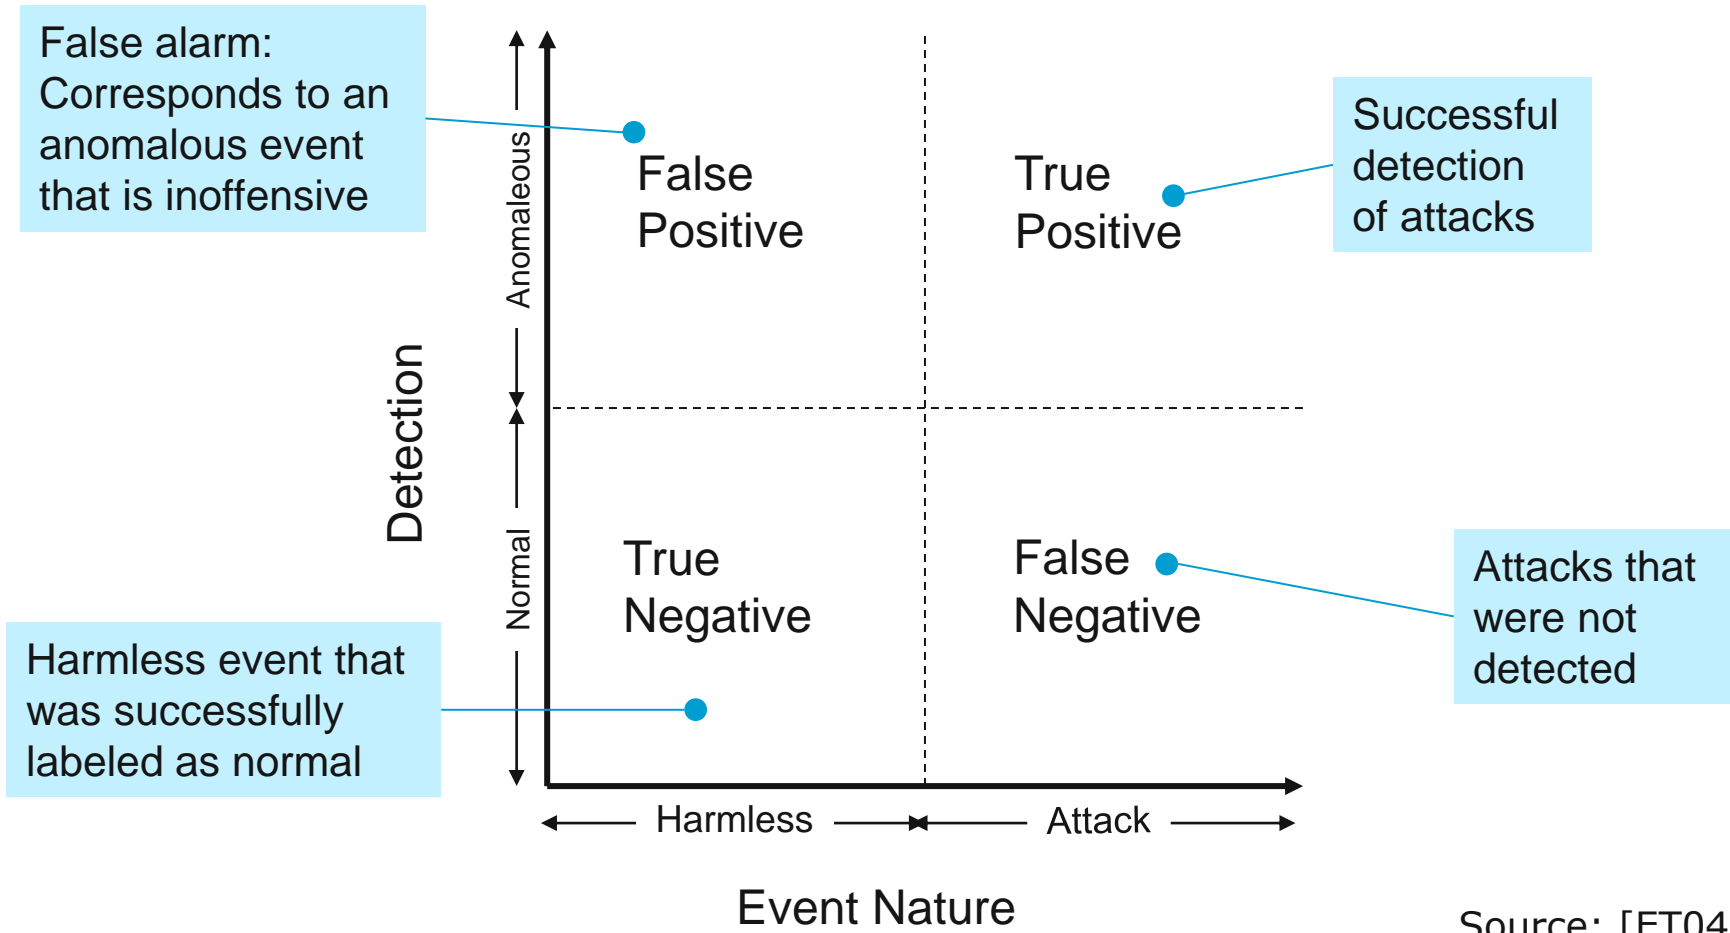 False alarm:
Corresponds to an
anomalous event
that is inoffensive
Anomaleous
False
Positive
True
Positive
Successful
detection
of attacks
Detection
Normal
True
Negative
False
Negative
Attacks that
were not
detected
Harmless event that
was successfully
labeled as normal
Harmless
Attack
Event Nature
Source: [ET04